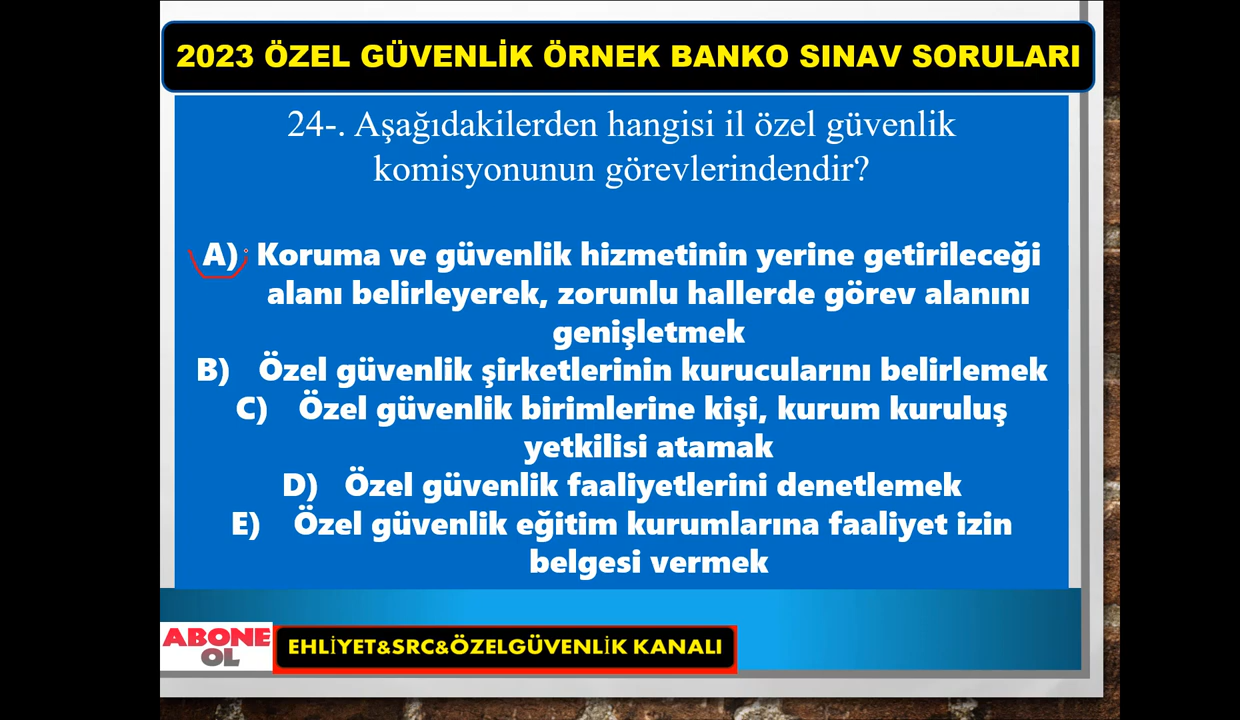 2023 ÖZEL GÜVENLİK ÖRNEK BANKO SINAV SORULARI
24-. Aşağıdakilerden hangisi il özel güvenlik
komisyonunun görevlerindendir?
A) Koruma ve güvenlik hizmetinin yerine getirileceği
alanı belirleyerek, zorunlu hallerde görev alanını
genişletmek
B) Özel güvenlik şirketlerinin kurucularını belirlemek
C) Özel güvenlik birimlerine kişi, kurum kuruluş
yetkilisi atamak
D) Özel güvenlik faaliyetlerini denetlemek
E) Özel güvenlik eğitim kurumlarına faaliyet izin
belgesi vermek
ABONE
OL
EHLİYET&SRC&ÖZELGÜVENLİK KANALI